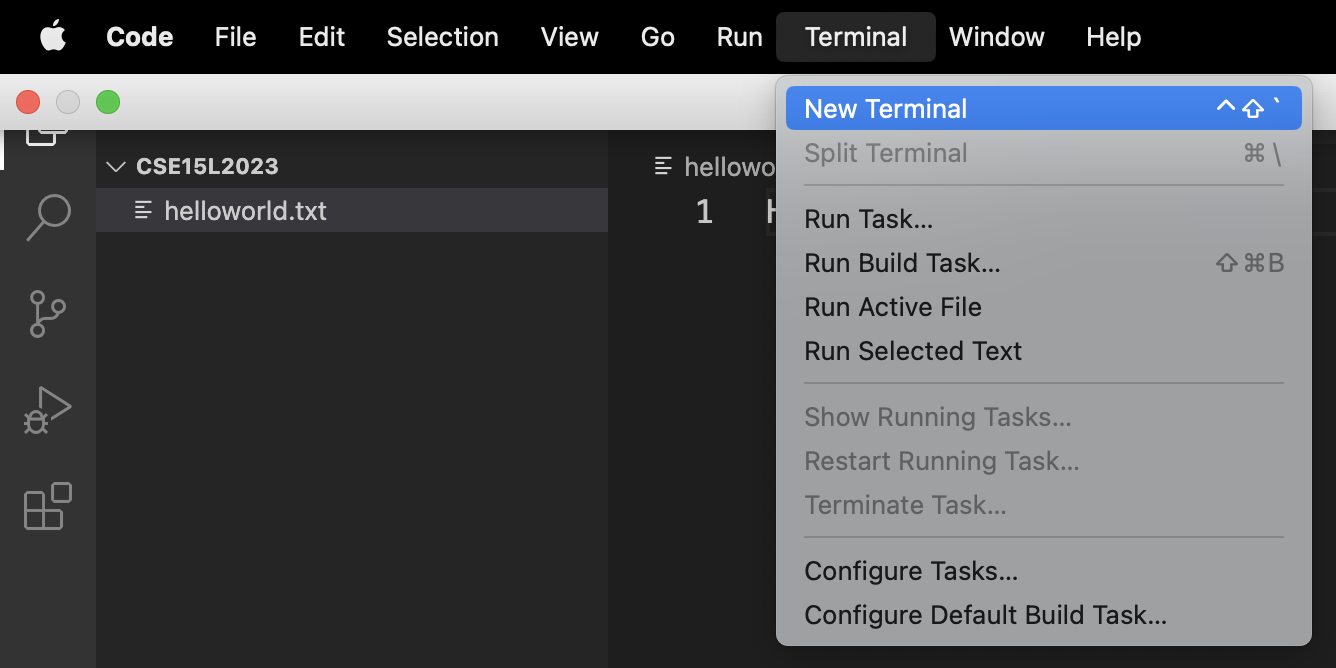 Code File Edit Selection View Go Run Terminal Window Help
New Terminal ^⇧`
Split Terminal ⌘\
Run Task...
Run Build Task... ⇧⌘B
Run Active File
Run Selected Text
Show Running Tasks...
Restart Running Task...
Terminate Task...
Configure Tasks...
Configure Default Build Task...
CSE15L2023
helloworld.txt
hellowo
1 H